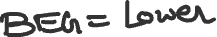 BEG = Lower